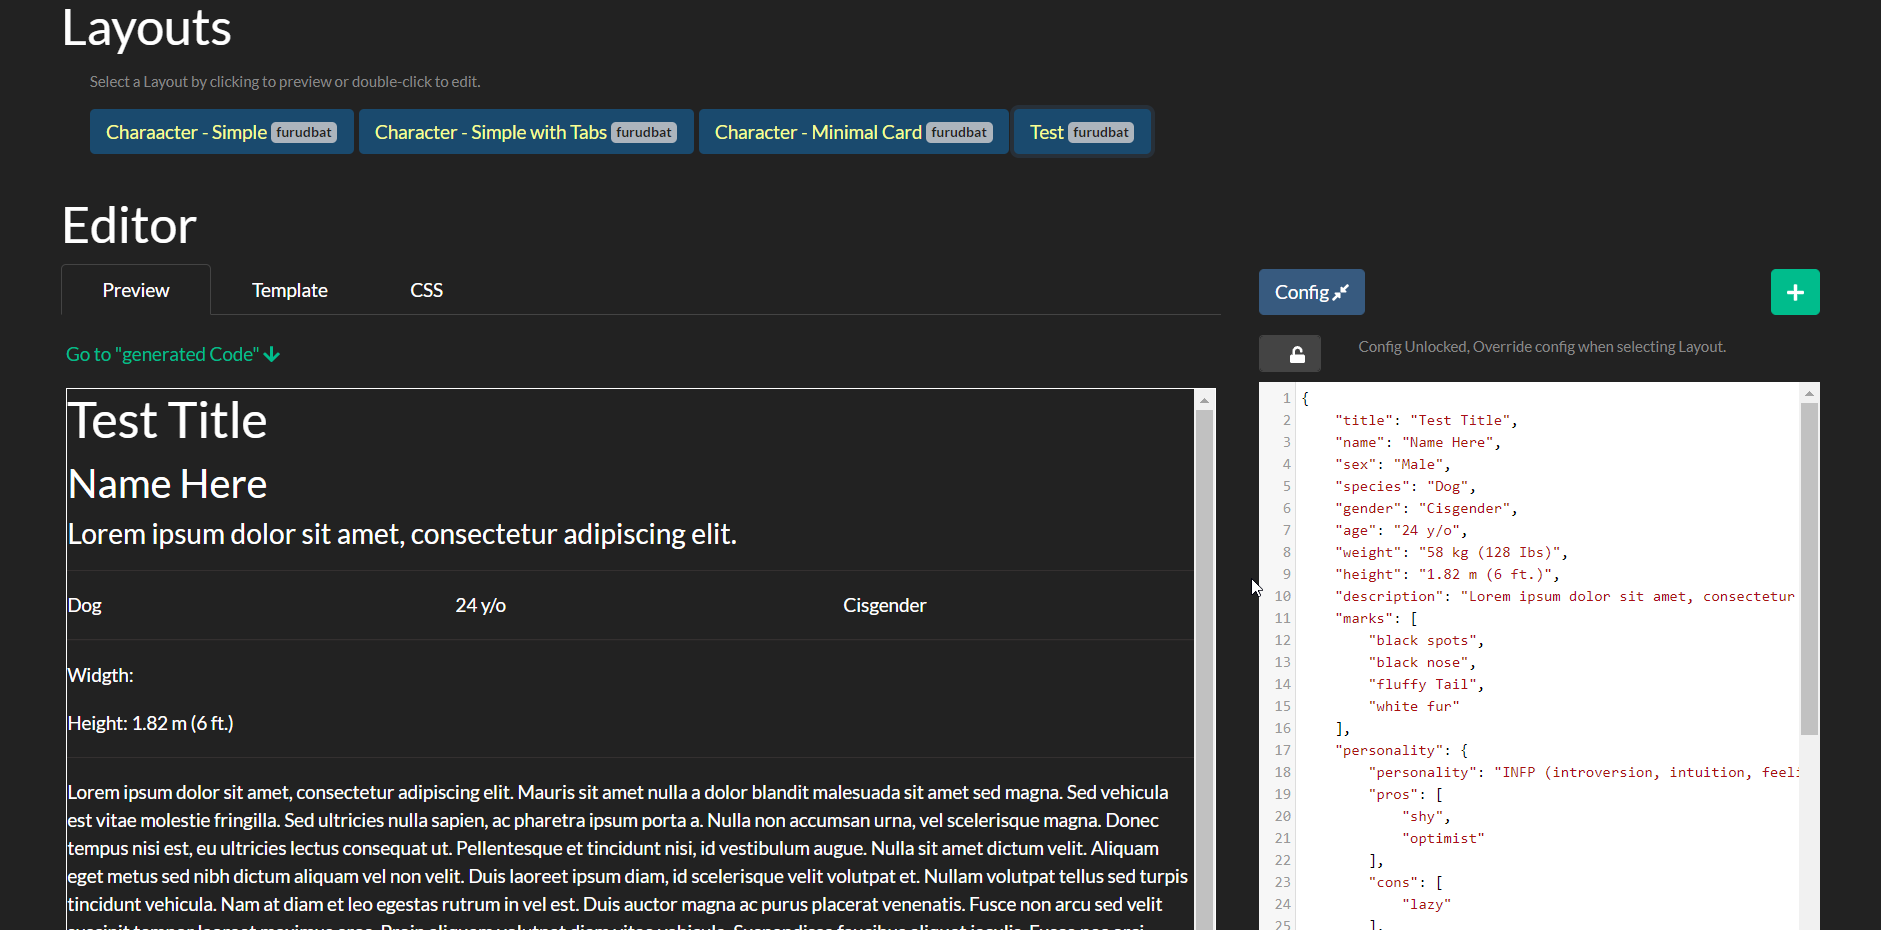 Layouts
Select a Layout by clicking to preview or double-click to edit.
Charaacter - Simple furudbat
Character - Simple with Tabs furudbat
Character - Minimal Card furudbat
Test furudbat
Editor
Preview
Template
CSS
Go to "generated Code"
Test Title
Name Here
Lorem ipsum dolor sit amet, consectetur adipiscing elit.
Dog
24 y/o
Cisgender
Widgth:
Height: 1.82 m (6 ft.)
Lorem ipsum dolor sit amet, consectetur adipiscing elit. Mauris sit amet nulla a dolor blandit malesuada sit amet sed magna. Sed vehicula
est vitae molestie fringilla. Sed ultricies nulla sapien, ac pharetra ipsum porta a. Nulla non accumsan urna, vel scelerisque magna. Donec
tempus nisi est, eu ultricies lectus consequat ut. Pellentesque et tincidunt nisi, id vestibulum augue. Nulla sit amet dictum velit. Aliquam
eget metus sed nibh dictum aliquam vel non velit. Duis laoreet ipsum diam, id scelerisque velit volutpat et. Nullam volutpat tellus sed turpis
tincidunt vehicula. Nam at diam et leo egestas rutrum in vel est. Duis auctor magna ac purus placerat venenatis. Fusce non arcu sed velit
Config
Config Unlocked, Override config when selecting Layout.
1 {
2 "title": "Test Title",
3 "name": "Name Here",
4 "sex": "Male",
5 "species": "Dog",
6 "gender": "Cisgender",
7 "age": "24 y/o",
8 "weight": "58 kg (128 Ibs)",
9 "height": "1.82 m (6 ft.)",
10 "description": "Lorem ipsum dolor sit amet, consectetur
11 "marks": [
12 "black spots",
13 "black nose",
14 "fluffy Tail",
15 "white fur"
16 ],
17 "personality": {
18 "personality": "INFP (introversion, intuition, feeli
19 "pros": [
20 "shy",
21 "optimist"
22 ],
23 "cons": [
24 "lazy"
25 ],